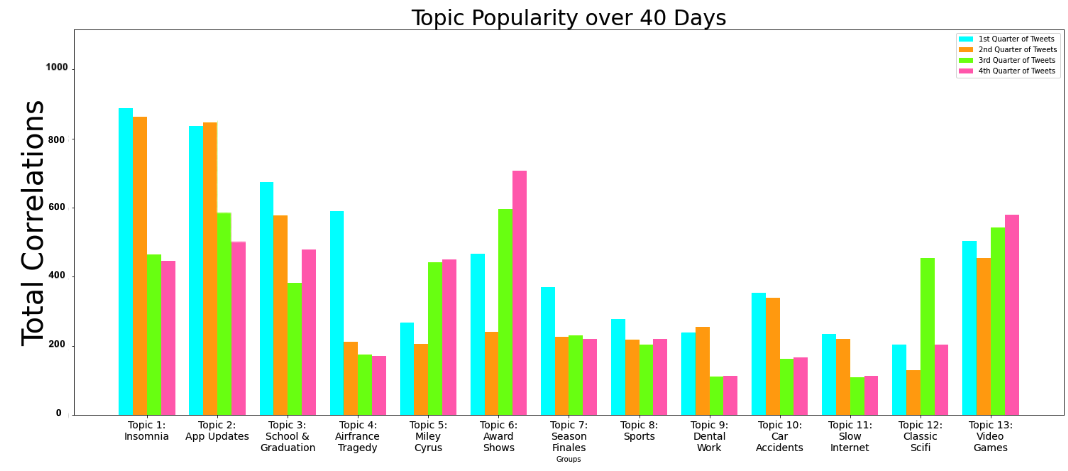 Topic Popularity over 40 Days
1st Quarter of Tweets
2nd Quarter of Tweets
3rd Quarter of Tweets
4th Quarter of Tweets
Total Correlations
1000
800
600
400
200
0
Topic 1:
Insomnia
Topic 2:
App Updates
Topic 3:
School &
Graduation
Topic 4:
Airfrance
Tragedy
Topic 5:
Miley
Cyrus
Topic 6:
Award
Shows
Topic 7:
Season
Finales
Topic 8:
Sports
Topic 9:
Dental
Work
Topic 10:
Car
Accidents
Topic 11:
Slow
Internet
Topic 12:
Classic
Scifi
Topic 13:
Video
Games
Groups